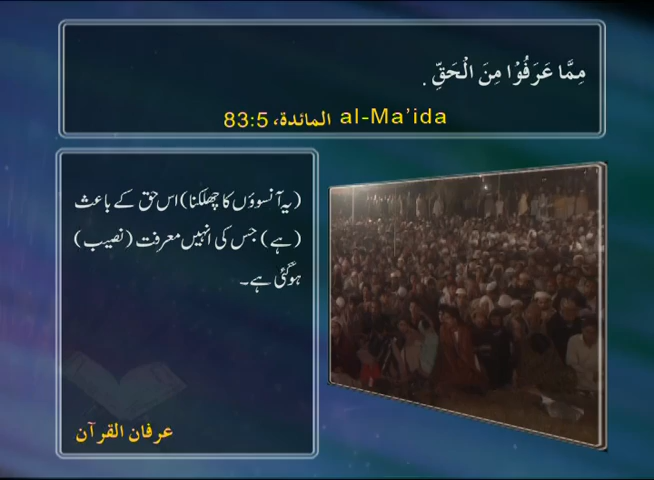 مِمَّا عَرَفُوْا مِنَ الْحَقِّ.
المائدة، 83:5 al-Ma'ida
(یہ آنسوؤں کا چھلکنا) اس حق کے باعث
(ہے) جس کی انہیں معرفت (نصیب)
ہوگئی ہے۔
عرفان القرآن